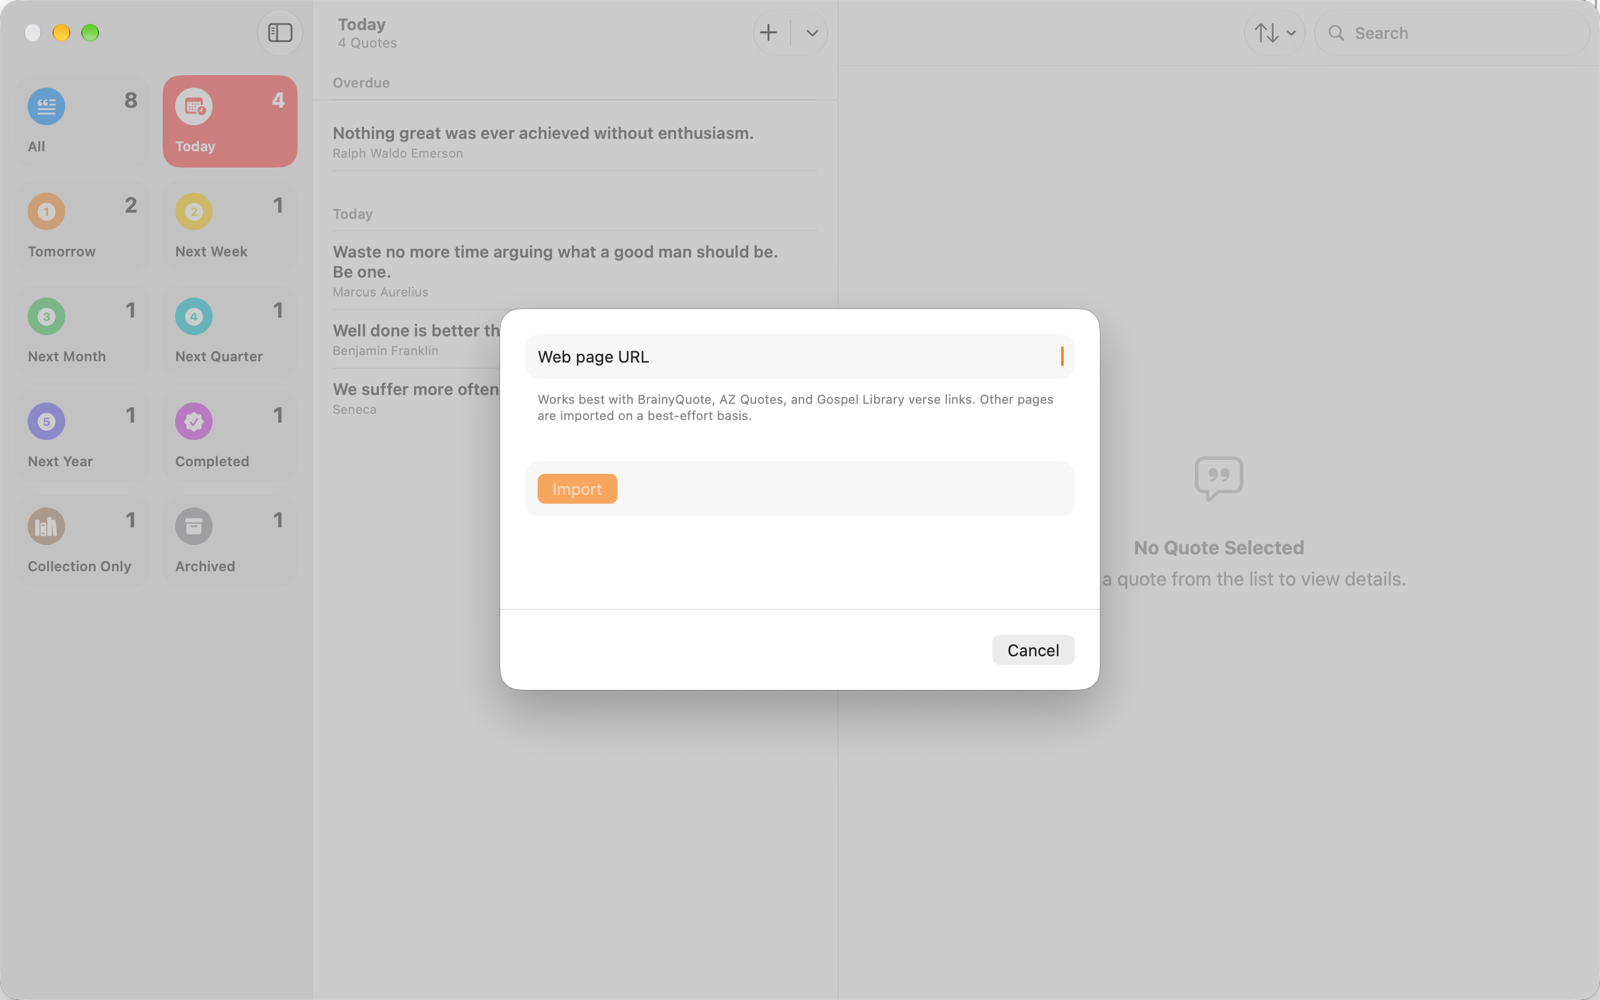 Today
4 Quotes
Search
8
All
4
Today
1
2
Tomorrow
2
1
Next Week
3
1
Next Month
4
1
Next Quarter
5
1
Next Year
1
Completed
1
Collection Only
1
Archived
Overdue
Nothing great was ever achieved without enthusiasm.
Ralph Waldo Emerson
Today
Waste no more time arguing what a good man should be.
Be one.
Marcus Aurelius
Well done is better th
Benjamin Franklin
We suffer more often
Seneca
Web page URL
Works best with BrainyQuote, AZ Quotes, and Gospel Library verse links. Other pages
are imported on a best-effort basis.
Import
Cancel
No Quote Selected
a quote from the list to view details.